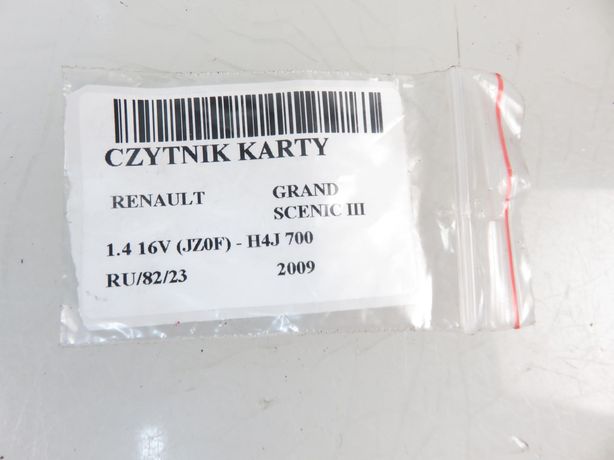 CZYTNIK KARTY
RENAULT GRAND
SCENIC III
1.4 16V (JZ0F) - H4J 700
RU/82/23 2009